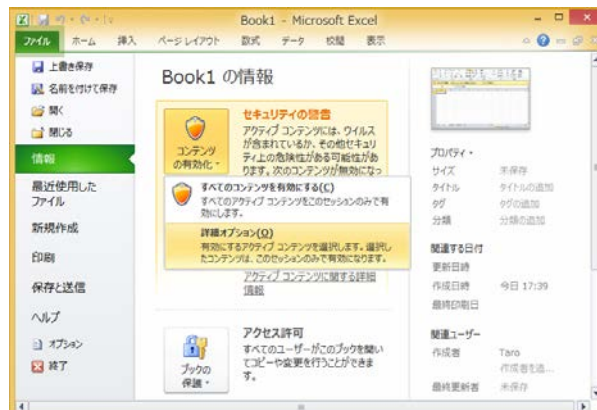 Book1 - Microsoft Excel
ファイル ホーム 挿入 ページ レイアウト 数式 データ 校閲 表示
上書き保存
名前を付けて保存
開く
閉じる
情報
最近使用した
ファイル
新規作成
印刷
保存と送信
ヘルプ
オプション
終了
Book1 の情報
コンテンツ
の有効化
セキュリティの警告
アクティブ コンテンツには、ウイルス
が含まれているか、その他セキュリ
ティ上の危険性がある可能性があ
ります。次のコンテンツが無効になっ
すべてのコンテンツを有効にする(C)
すべてのアクティブ コンテンツをこのセッションのみで有
効にします。
詳細オプション(O)
有効にするアクティブ コンテンツを選択します。選択し
たコンテンツは、このセッションのみで有効になります。
アクティブ コンテンツに関する詳細
情報
ブックの
保護
アクセス許可
すべてのユーザーがこのブックを開い
てコピーや変更を行うことができま
す。
プロパティ
サイズ 未保存
タイトル タイトルの追加
タグ タグの追加
分類 分類の追加
関連する日付
更新日時
作成日時 今日 17:39
最終印刷日
関連ユーザー
作成者 Taro
作成者を追...
最終更新者 未保存